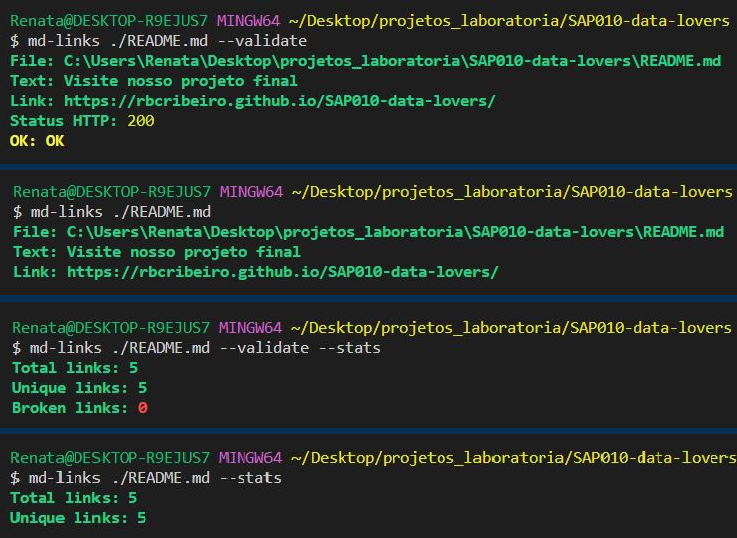 Renata@DESKTOP-R9EJUS7 MINGW64 ~/Desktop/projetos_laboratoria/SAP010-data-lovers
$ md-links ./README.md --validate
File: C:\Users\Renata\Desktop\projetos_laboratoria\SAP010-data-lovers\README.md
Text: Visite nosso projeto final
Link: https://rbcribeiro.github.io/SAP010-data-lovers/
Status HTTP: 200
OK: OK
Renata@DESKTOP-R9EJUS7 MINGW64 ~/Desktop/projetos_laboratoria/SAP010-data-lovers
$ md-links ./README.md
File: C:\Users\Renata\Desktop\projetos_laboratoria\SAP010-data-lovers\README.md
Text: Visite nosso projeto final
Link: https://rbcribeiro.github.io/SAP010-data-lovers/
Renata@DESKTOP-R9EJUS7 MINGW64 ~/Desktop/projetos_laboratoria/SAP010-data-lovers
$ md-links ./README.md --validate --stats
Total links: 5
Unique links: 5
Broken links: 0
Renata@DESKTOP-R9EJUS7 MINGW64 ~/Desktop/projetos_laboratoria/SAP010-data-lovers
$ md-links ./README.md --stats
Total links: 5
Unique links: 5